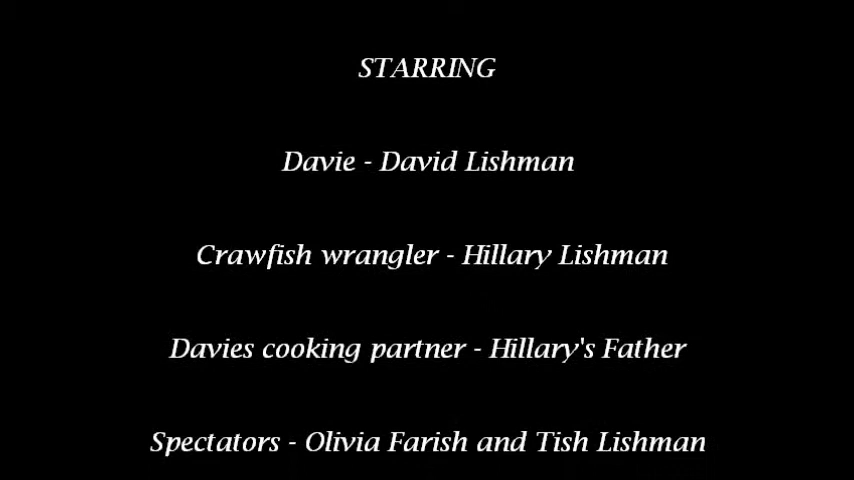 STARRING
Davie - David Lishman
Crawfish wrangler - Hillary Lishman
Davies cooking partner - Hillary's Father
Spectators - Olivia Farish and Tish Lishman